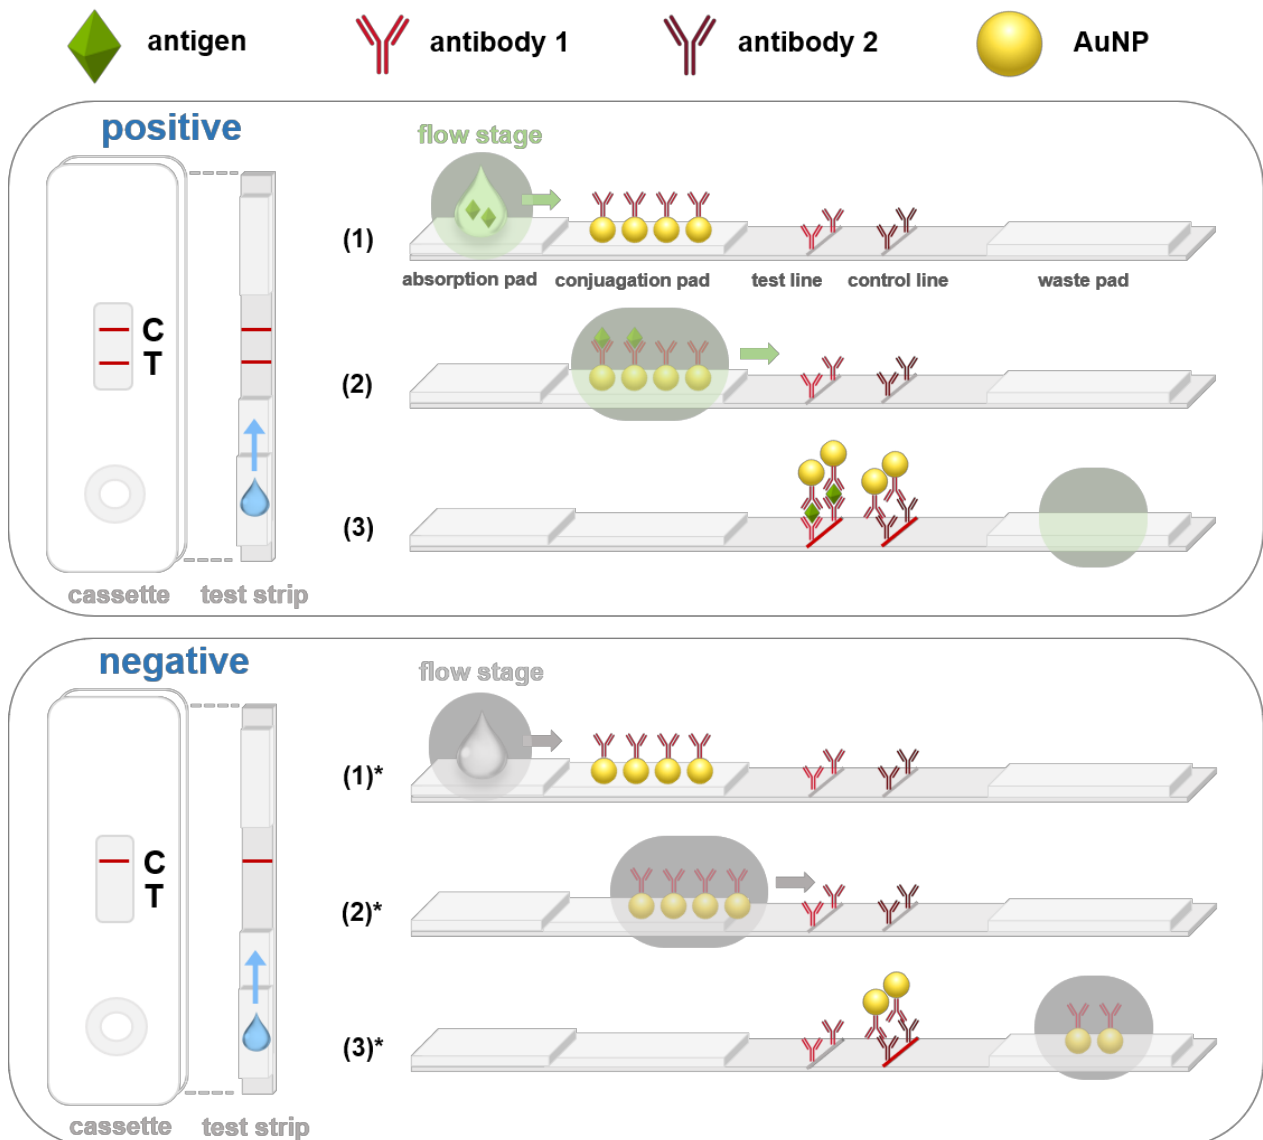 antigen antibody 1 antibody 2 AuNP
positive
flow stage
(1)
absorption pad conjuagation pad test line control line waste pad
C
T
(2)
(3)
cassette test strip
negative
flow stage
(1)*
C
T
(2)*
(3)*
cassette test strip